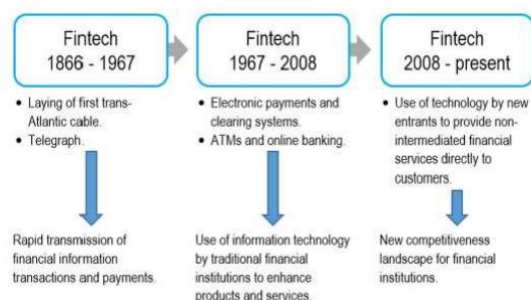 Fintech
1866 - 1967
• Laying of first trans-
Atlantic cable.
• Telegraph.
Rapid transmission of
financial information
transactions and payments.
Fintech
1967 - 2008
• Electronic payments and
clearing systems.
• ATMs and online banking.
Use of information technology
by traditional financial
institutions to enhance
products and services.
Fintech
2008 - present
• Use of technology by new
entrants to provide non-
intermediated financial
services directly to
customers.
New competitiveness
landscape for financial
institutions.